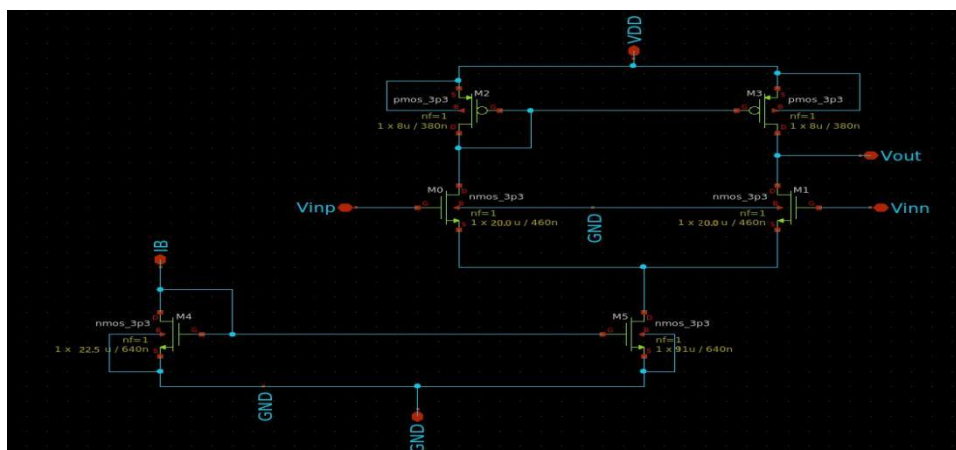 VDD
M2
M3
S
S
pmos_3p3
B
G
G
B
pmos_3p3
nf=1
nf=1
1 x 8u / 380n
D
D
1 x 8u / 380n
Vout
M0
D
nmos_3p3
nmos_3p3
D
M1
Vinp
G
B
B
G
Vinn
nf=1
nf=1
1 x 20.0 u / 460n
S
GND
1 x 20.0 u / 460n
S
IB
M4
M5
nmos_3p3
D
D
nmos_3p3
B
G
G
B
nf=1
nf=1
1 x 22.5 u / 640n
S
S
1 x 91u / 640n
GND
GND